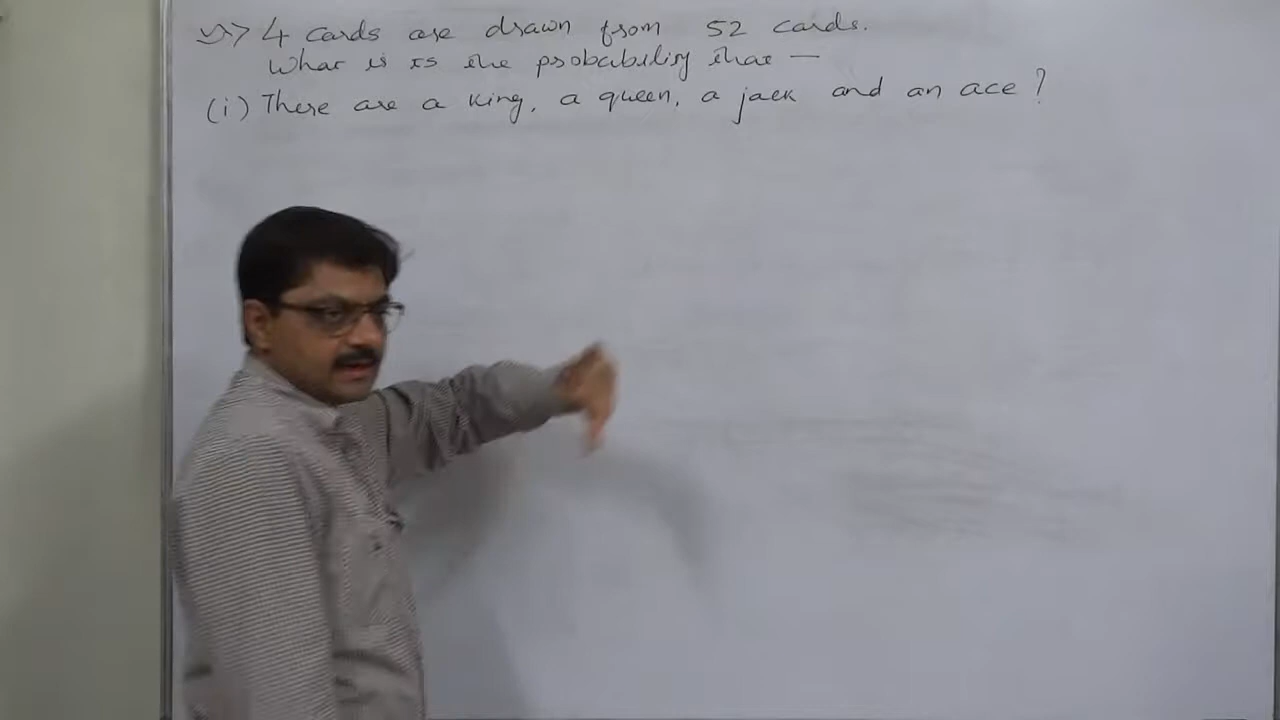 4 cards are drawn from 52 cards.
What is is the probability that —
(i) There are a king, a queen, a jack and an ace ?